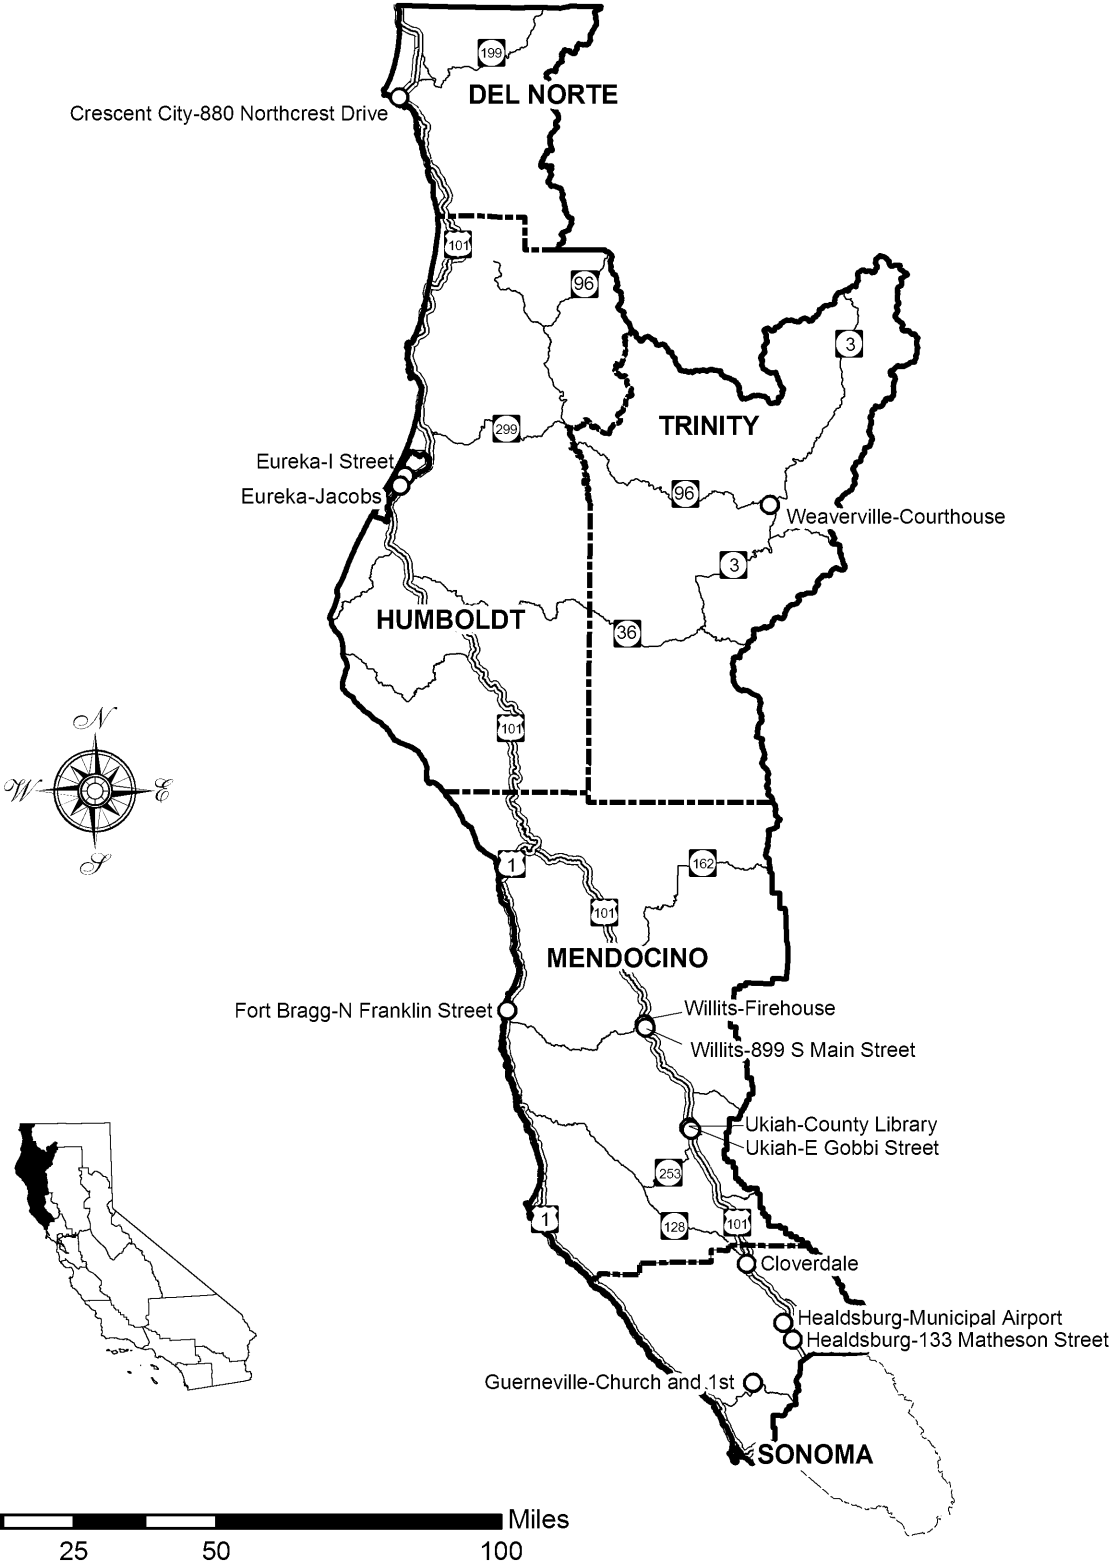 199
DEL NORTE
Crescent City-880 Northcrest Drive
101
96
3
299
TRINITY
Eureka-I Street
Eureka-Jacobs
96
Weaverville-Courthouse
3
HUMBOLDT
36
N
101
W
E
S
1
162
101
MENDOCINO
Fort Bragg-N Franklin Street
Willits-Firehouse
Willits-899 S Main Street
Ukiah-County Library
Ukiah-E Gobbi Street
253
1
128
101
Cloverdale
Healdsburg-Municipal Airport
Healdsburg-133 Matheson Street
Guerneville-Church and 1st
SONOMA
Miles
25
50
100